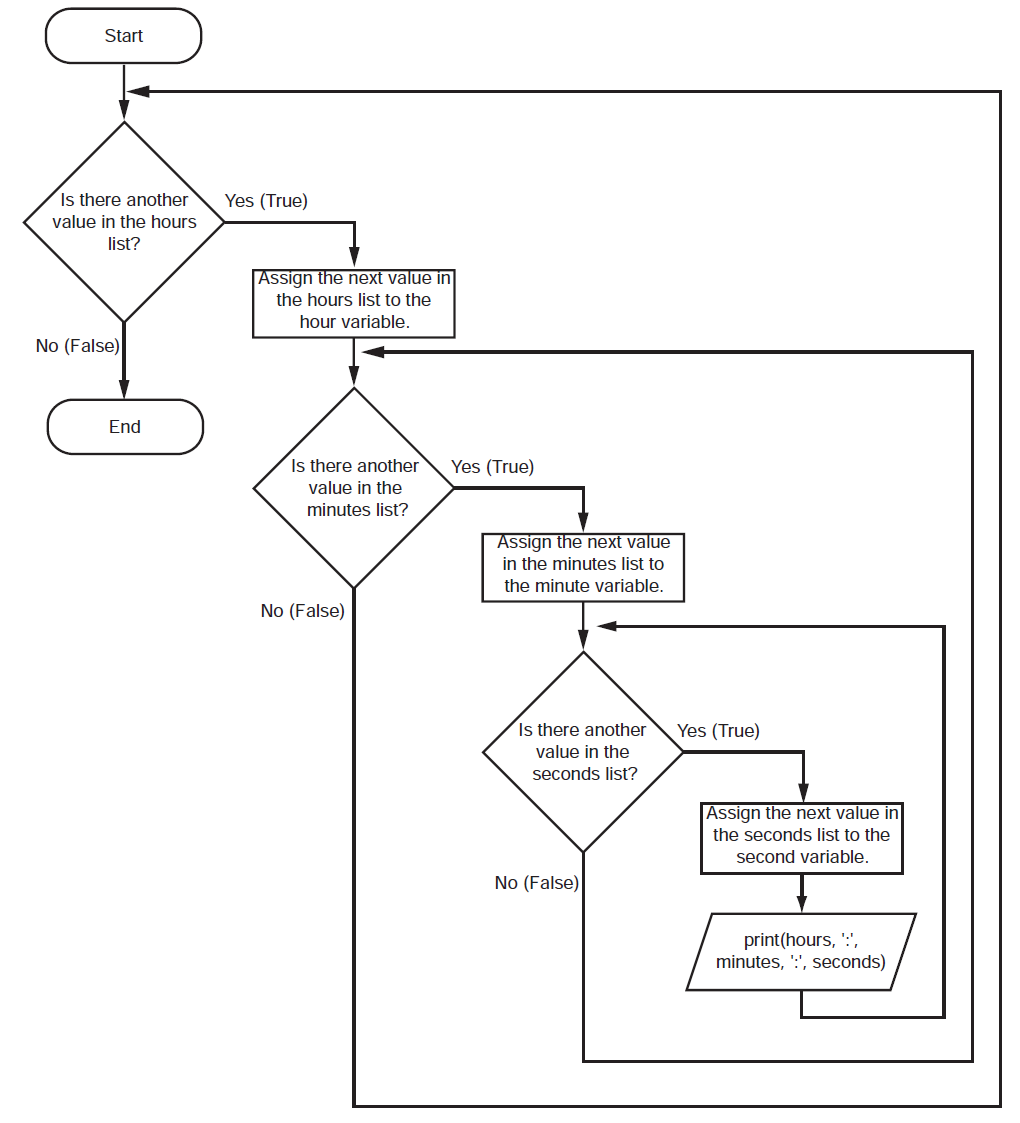 Start
Is there another
value in the hours
list?
Yes (True)
Assign the next value in
the hours list to the
hour variable.
No (False)
End
Is there another
value in the
minutes list?
Yes (True)
Assign the next value
in the minutes list to
the minute variable.
No (False)
Is there another
value in the
seconds list?
Yes (True)
Assign the next value in
the seconds list to the
second variable.
No (False)
print(hours, ':',
minutes, ':', seconds)